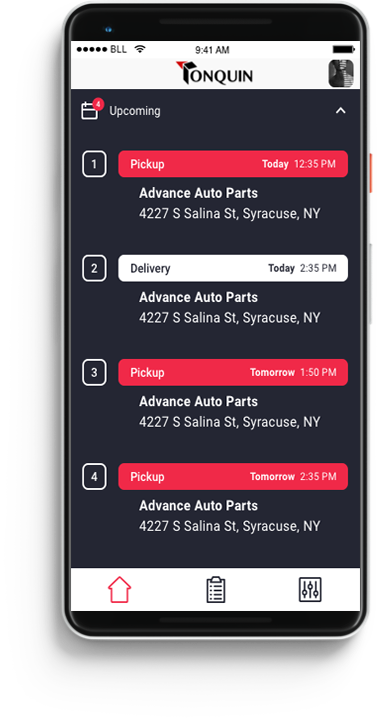 BLL
9:41 AM
TONQUIN
4
Upcoming
1
Pickup
Today 12:35 PM
Advance Auto Parts
4227 S Salina St, Syracuse, NY
2
Delivery
Today 2:35 PM
Advance Auto Parts
4227 S Salina St, Syracuse, NY
3
Pickup
Tomorrow 1:50 PM
Advance Auto Parts
4227 S Salina St, Syracuse, NY
4
Pickup
Tomorrow 2:35 PM
Advance Auto Parts
4227 S Salina St, Syracuse, NY